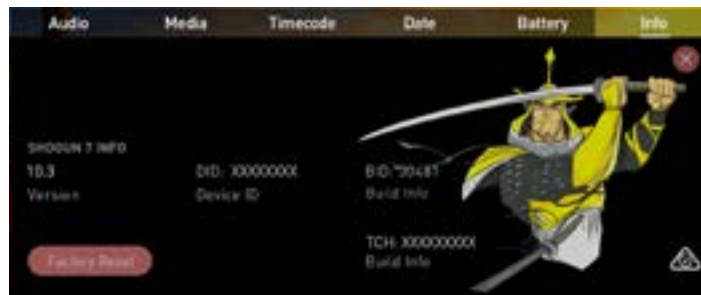 Audio Media Timecode Date Battery Info
SHOGUN 7 INFO
10.3 DID: XXXXXXXX
Version Device ID Build Info
TCH: XXXXXXXXX
Build Info
Factory Reset